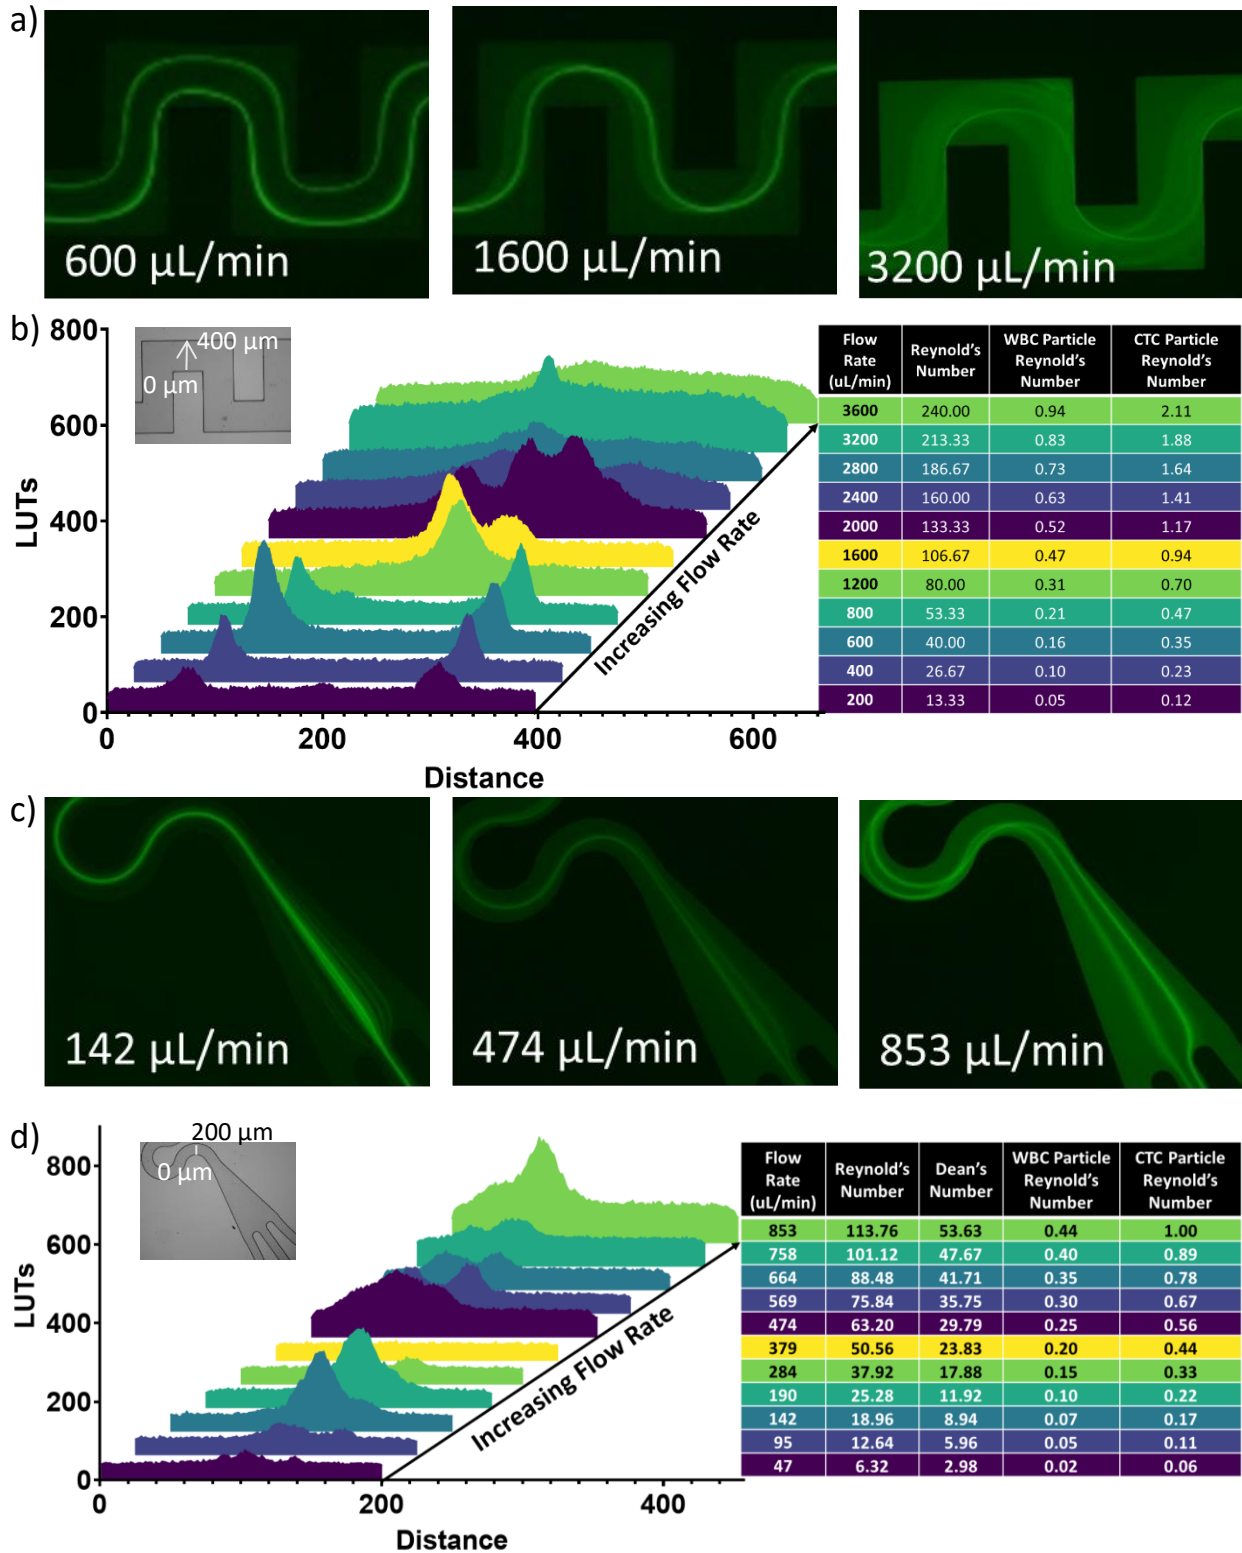 a)
600 µL/min
1600 µL/min
3200 µL/min
b)
800
600
400
200
0
LUTs
400 µm
0 µm
Increasing Flow Rate
0
200
400
600
Distance
Flow Rate (uL/min) Reynold's Number WBC Particle Reynold's Number CTC Particle Reynold's Number
3600 240.00 0.94 2.11
3200 213.33 0.83 1.88
2800 186.67 0.73 1.64
2400 160.00 0.63 1.41
2000 133.33 0.52 1.17
1600 106.67 0.47 0.94
1200 80.00 0.31 0.70
800 53.33 0.21 0.47
600 40.00 0.16 0.35
400 26.67 0.10 0.23
200 13.33 0.05 0.12
c)
142 µL/min
474 µL/min
853 µL/min
d)
800
600
400
200
0
LUTs
200 µm
0 µm
Increasing Flow Rate
0
200
400
Distance
Flow Rate (uL/min) Reynold's Number Dean's Number WBC Particle Reynold's Number CTC Particle Reynold's Number
853 113.76 53.63 0.44 1.00
758 101.12 47.67 0.40 0.89
664 88.48 41.71 0.35 0.78
569 75.84 35.75 0.30 0.67
474 63.20 29.79 0.25 0.56
379 50.56 23.83 0.20 0.44
284 37.92 17.88 0.15 0.33
190 25.28 11.92 0.10 0.22
142 18.96 8.94 0.07 0.17
95 12.64 5.96 0.05 0.11
47 6.32 2.98 0.02 0.06